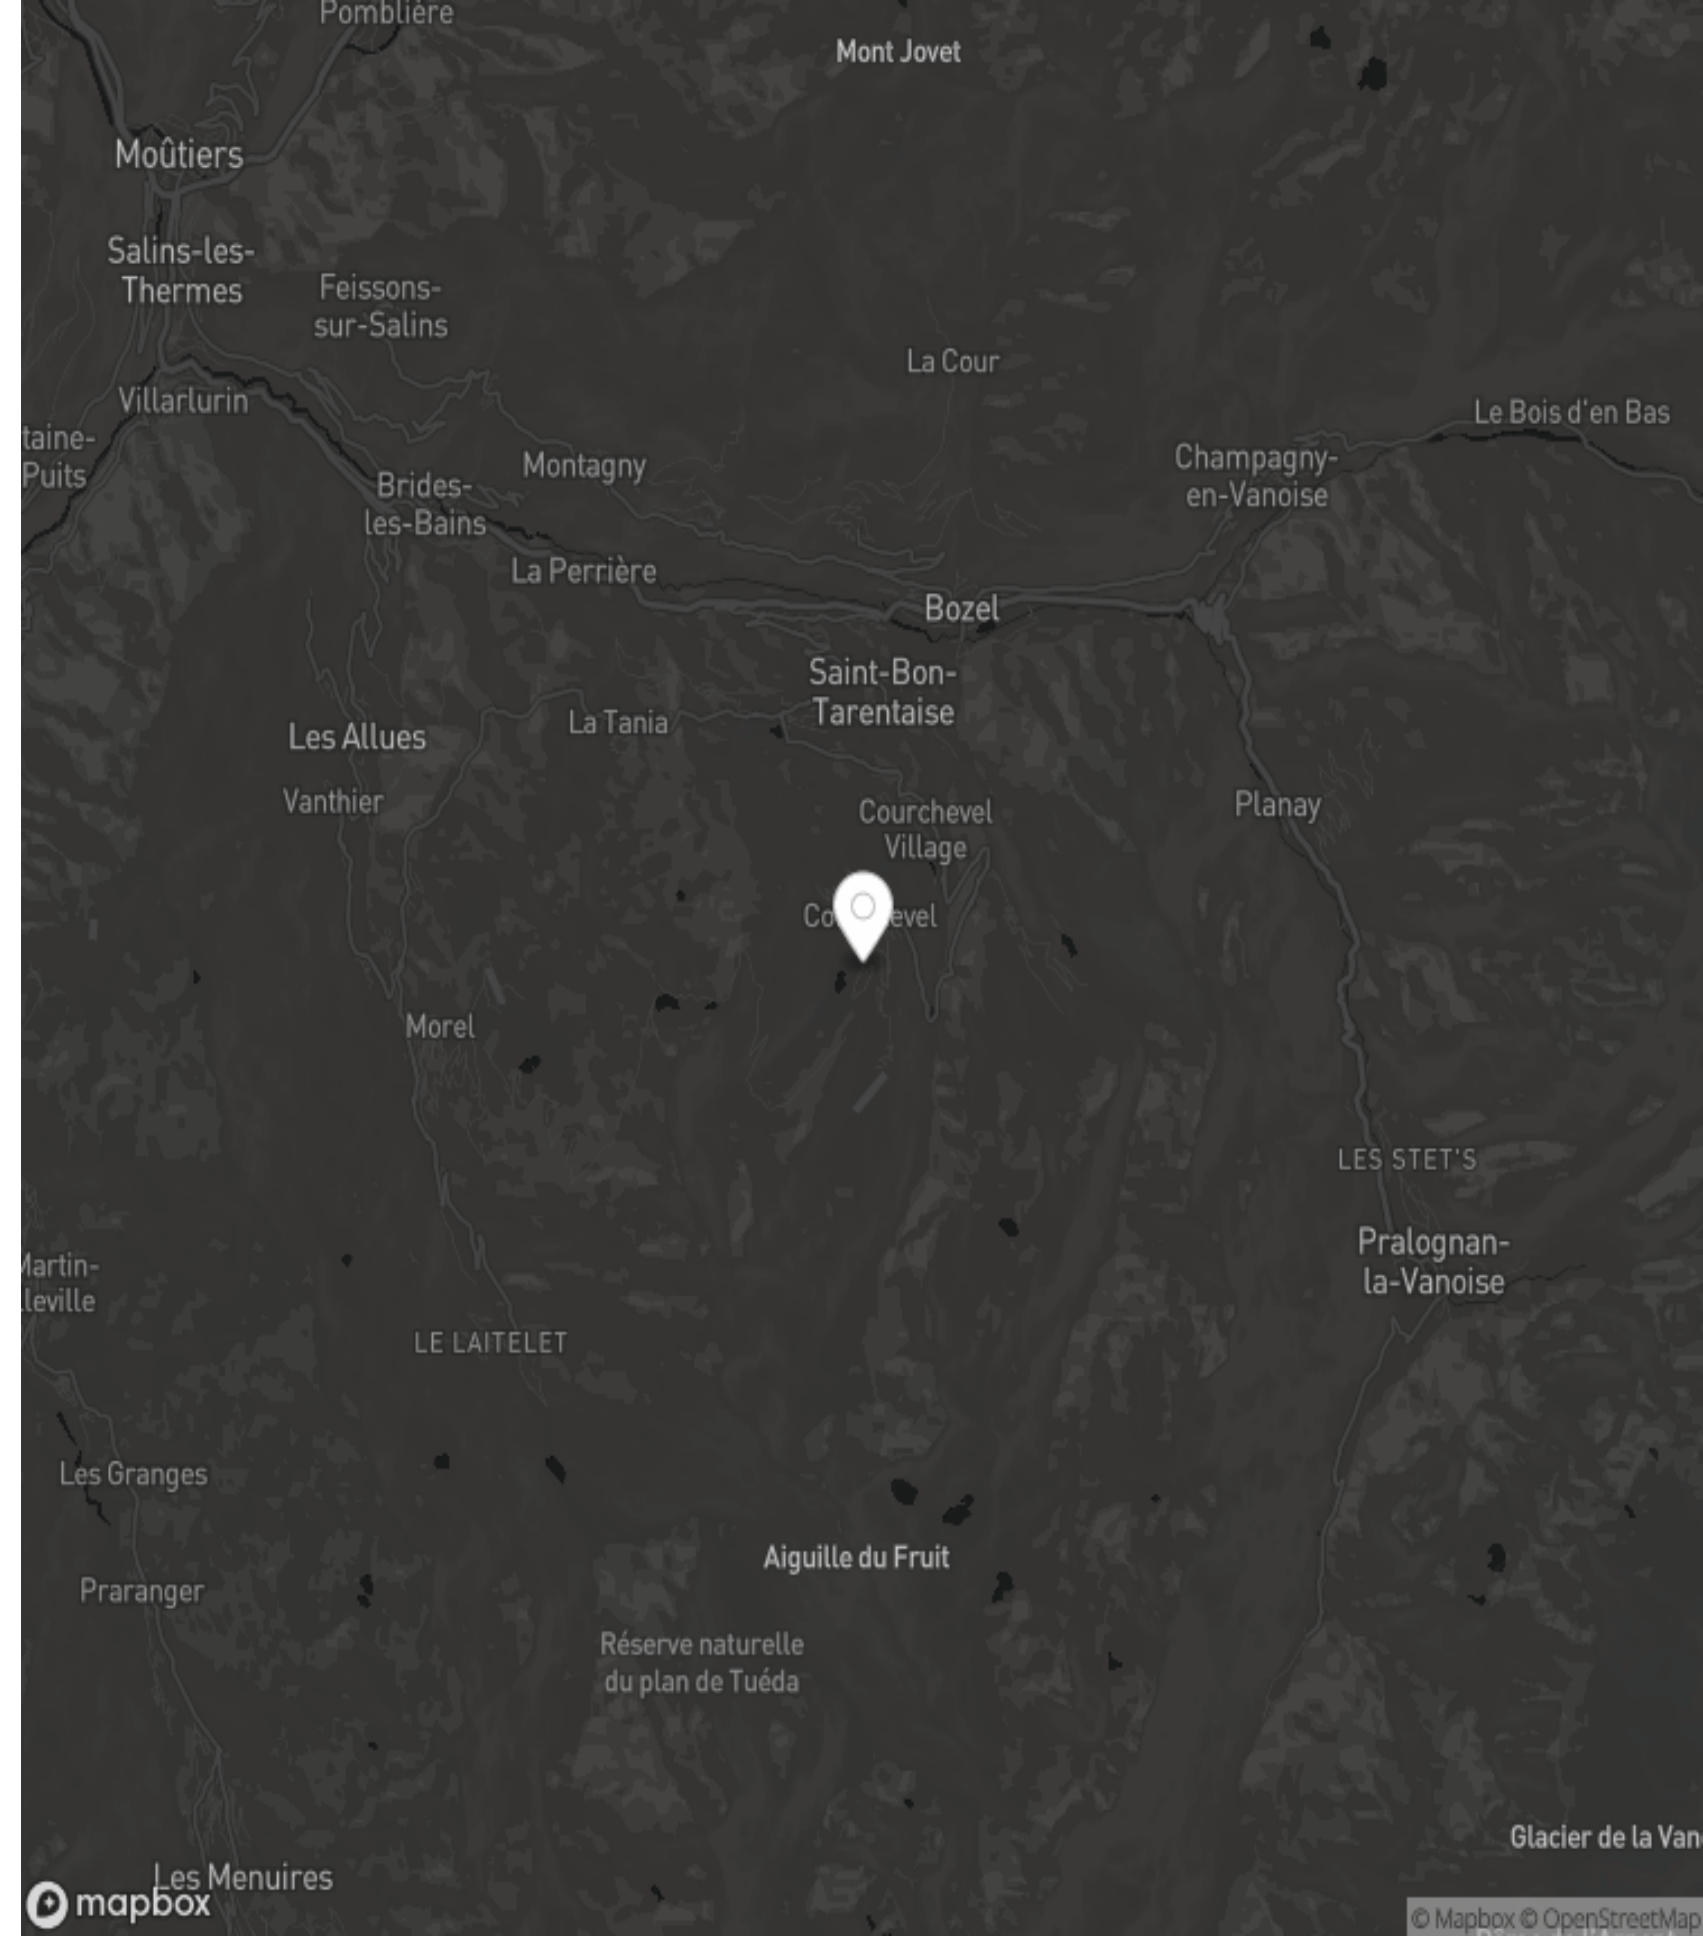 Pomblière
Mont Jovet
Moûtiers
Salins-les-
Thermes
Feissons-
sur-Salins
La Cour
Villarlurin
Le Bois d'en Bas
taine-
Puits
Montagny
Champagny-
en-Vanoise
Brides-
les-Bains
La Perrière
Bozel
Saint-Bon-
Tarentaise
Les Allues
La Tania
Vanthier
Courchevel
Village
Planay
Co evel
Morel
LES STET'S
Pralognan-
la-Vanoise
Martin-
lleville
LE LAITELET
Les Granges
Aiguille du Fruit
Praranger
Réserve naturelle
du plan de Tuéda
Glacier de la Van
Les Menuires
mapbox
© Mapbox © OpenStreetMap